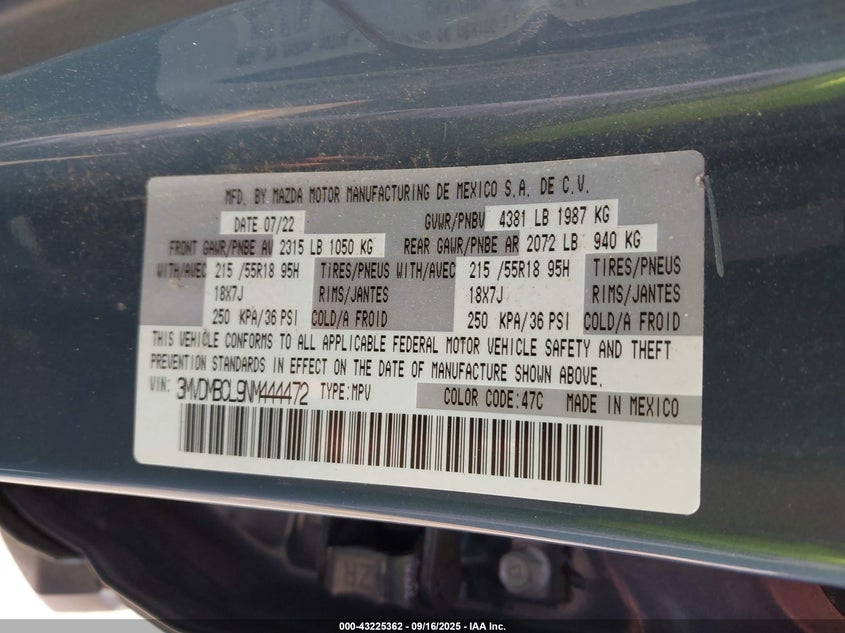 MFD. BY MAZDA MOTOR MANUFACTURING DE MEXICO S.A. DE C.V.
DATE 07/22 GVWR/PNBV 4381 LB 1987 KG
FRONT GAWR/PNBE AV 2315 LB 1050 KG REAR GAWR/PNBE AR 2072 LB 940 KG
WITH/AVEC 215 /55R18 95H TIRES/PNEUS WITH/AVEC 215 /55R18 95H TIRES/PNEUS
18X7J RIMS/JANTES 18X7J RIMS/JANTES
250 KPA/36 PSI COLD/A FROID 250 KPA/36 PSI COLD/A FROID
THIS VEHICLE CONFORMS TO ALL APPLICABLE FEDERAL MOTOR VEHICLE SAFETY AND THEFT
PREVENTION STANDARDS IN EFFECT ON THE DATE OF MANUFACTURE SHOWN ABOVE.
VIN: 3MVDMBCL9NM444472 TYPE:MPV COLOR CODE:47C MADE IN MEXICO
ZR
000-43225362 - 09/16/2025 - IAA Inc.